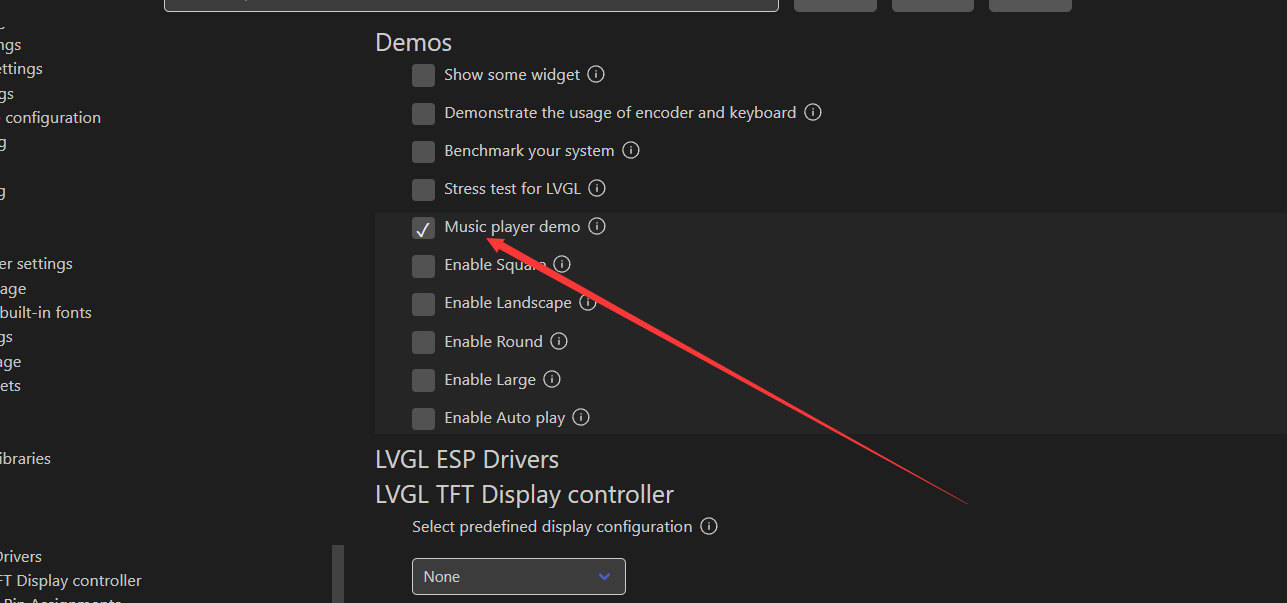 Demos
Show some widget
Demonstrate the usage of encoder and keyboard
Benchmark your system
Stress test for LVGL
Music player demo
Enable Square
Enable Landscape
Enable Round
Enable Large
Enable Auto play
LVGL ESP Drivers
LVGL TFT Display controller
Select predefined display configuration
None
ngs
ettings
gs
configuration
g
g
er settings
age
built-in fonts
gs
age
ets
ibraries
Drivers
FT Display controller